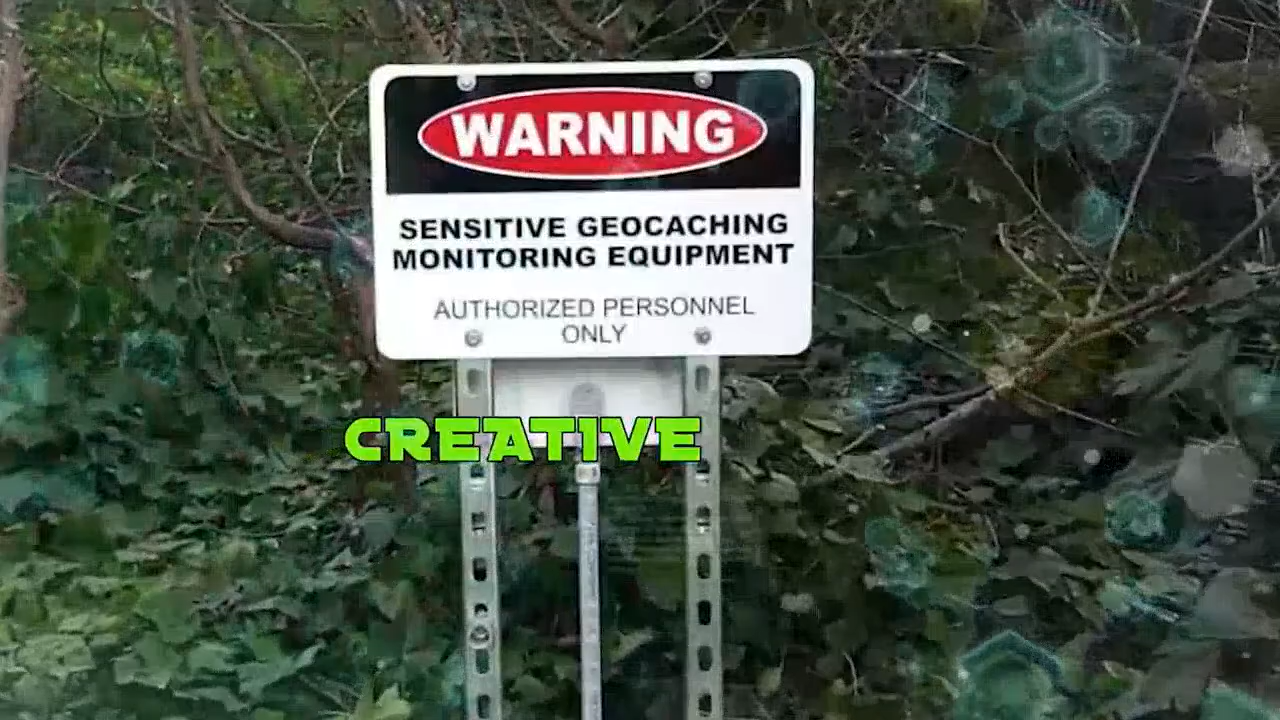 WARNING
SENSITIVE GEOCACHING
MONITORING EQUIPMENT
AUTHORIZED PERSONNEL
ONLY
CREATIVE